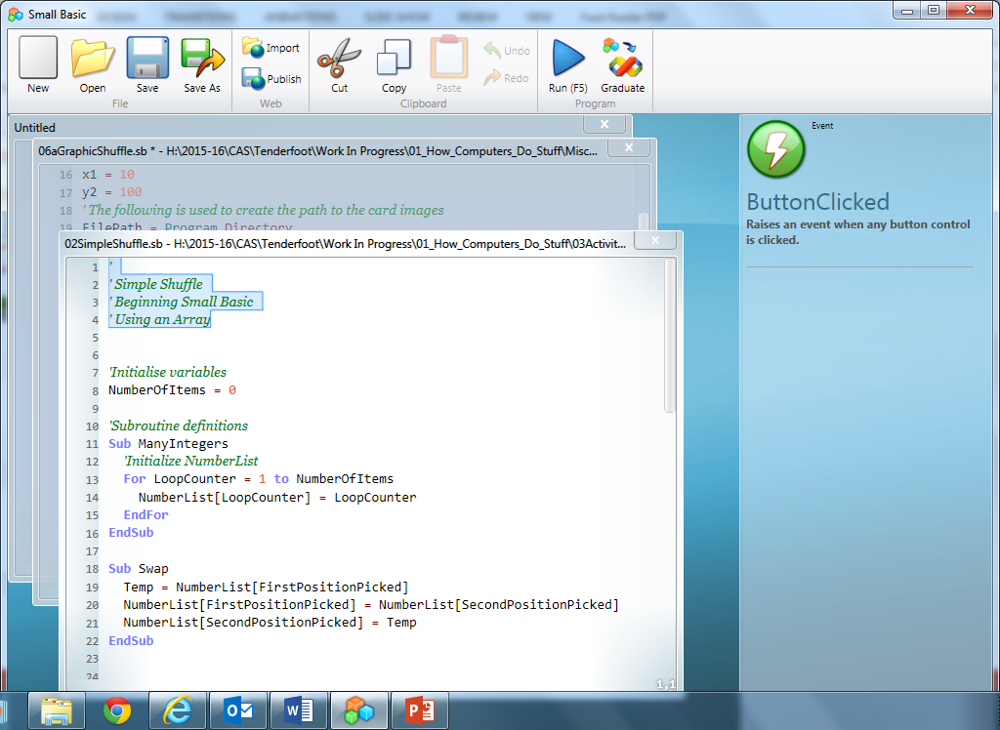 Small Basic
DESIGN TRANSITIONS ANIMATIONS SLIDE SHOW REVIEW VIEW
New
Open
Save
Save As
Import
Publish
Cut
Copy
Paste
Undo
Redo
Run (F5)
Graduate
File
Web
Clipboard
Program
Untitled
X
06aGraphicShuffle.sb * - H:\2015-16\CAS\Tenderfoot\Work In Progress\01_How_Computers_Do_Stuff\Misc...
X
16 x1 = 10
17 y2 = 100
18 'The following is used to create the path to the card images
19 FilePath = Program.Directory
02SimpleShuffle.sb - H:\2015-16\CAS\Tenderfoot\Work In Progress\01_How_Computers_Do_Stuff\03Activit...
X
1 '
2 ' Simple Shuffle
3 ' Beginning Small Basic
4 ' Using an Array
5
6
7 'Initialise variables
8 NumberOfItems = 0
9
10 'Subroutine definitions
11 Sub ManyIntegers
12 'Initialize NumberList
13 For LoopCounter = 1 to NumberOfItems
14 NumberList[LoopCounter] = LoopCounter
15 EndFor
16 EndSub
17
18 Sub Swap
19 Temp = NumberList[FirstPositionPicked]
20 NumberList[FirstPositionPicked] = NumberList[SecondPositionPicked]
21 NumberList[SecondPositionPicked] = Temp
22 EndSub
23
24
1,1
Event
ButtonClicked
Raises an event when any button control
is clicked.